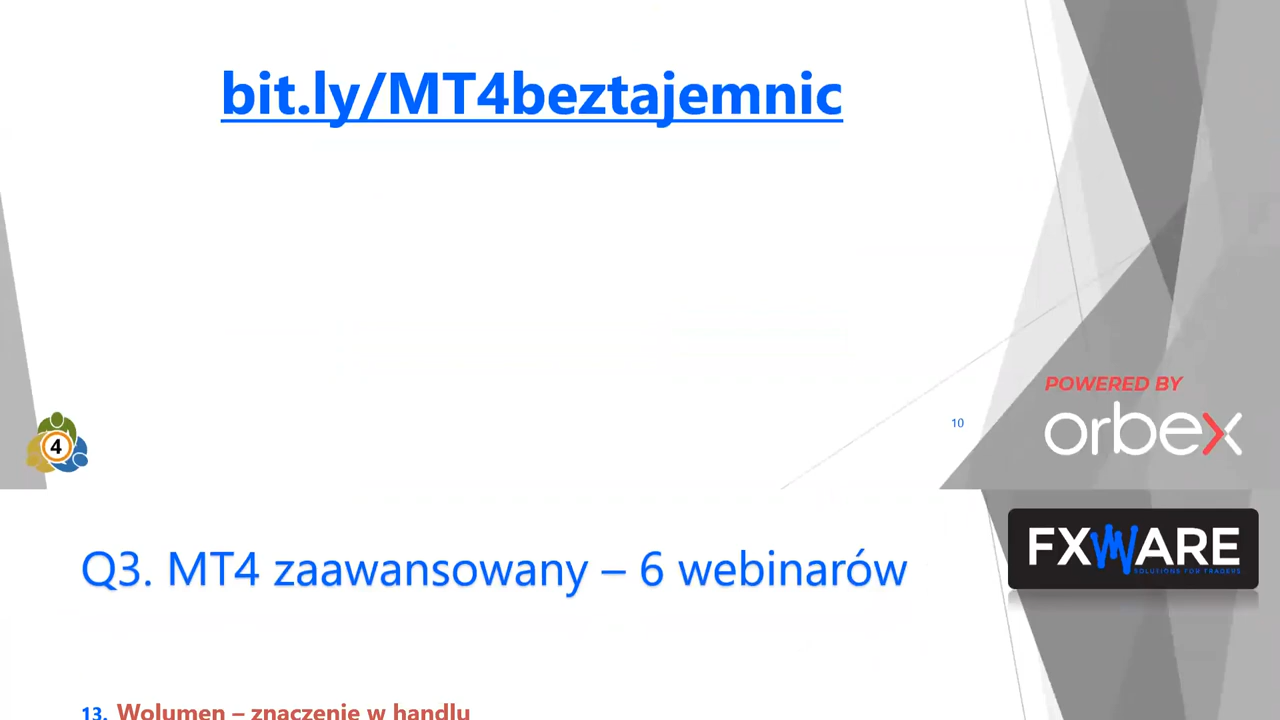 bit.ly/MT4beztajemnic
4
10
POWERED BY
orbex
FXWARE
SOLUTIONS FOR TRADERS
Q3. MT4 zaawansowany – 6 webinarów
13. Wolumen – znaczenie w handlu